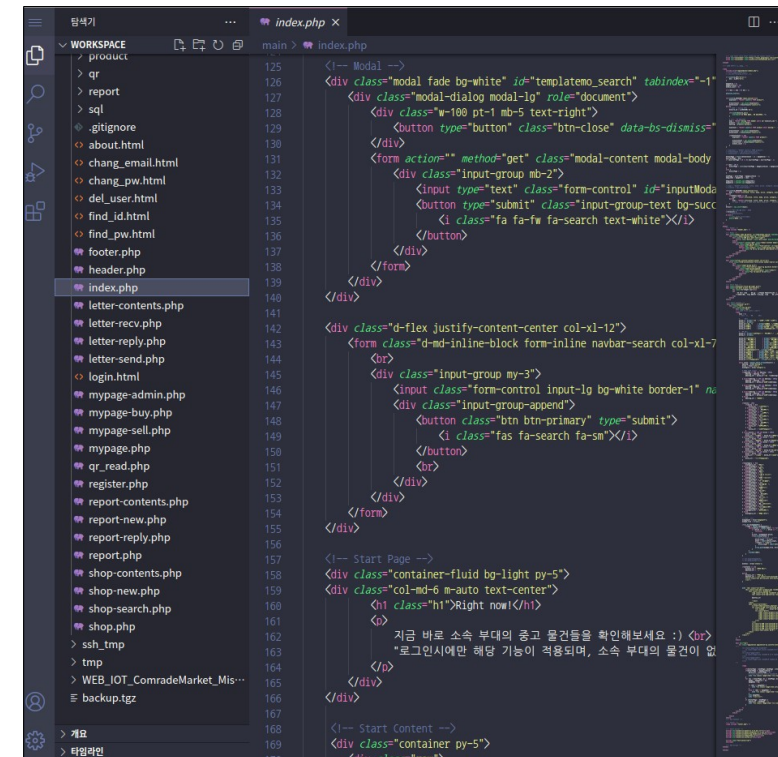 탐색기 ···
index.php ×
WORKSPACE
main > index.php
> product
> qr
> report
> sql
.gitignore
<> about.html
<> chang_email.html
<> chang_pw.html
<> del_user.html
<> find_id.html
<> find_pw.html
footer.php
header.php
index.php
letter-contents.php
letter-recv.php
letter-reply.php
letter-send.php
<> login.html
mypage-admin.php
mypage-buy.php
mypage-sell.php
mypage.php
qr_read.php
register.php
report-contents.php
report-new.php
report-reply.php
report.php
shop-contents.php
shop-new.php
shop-search.php
shop.php
> ssh_tmp
> tmp
> WEB_IOT_ComradeMarket_Mis···
backup.tgz
> 개요
> 타임라인
125 <!-- Modal -->
126 <div class="modal fade bg-white" id="templatemo_search" tabindex="-1"
127 <div class="modal-dialog modal-lg" role="document">
128 <div class="w-100 pt-1 mb-5 text-right">
129 <button type="button" class="btn-close" data-bs-dismiss="
130 </div>
131 <form action="" method="get" class="modal-content modal-body
132 <div class="input-group mb-2">
133 <input type="text" class="form-control" id="inputModa
134 <button type="submit" class="input-group-text bg-succ
135 <i class="fa fa-fw fa-search text-white"></i>
136 </button>
137 </div>
138 </form>
139 </div>
140 </div>
141
142 <div class="d-flex justify-content-center col-xl-12">
143 <form class="d-md-inline-block form-inline navbar-search col-xl-7
144 <br>
145 <div class="input-group my-3">
146 <input class="form-control input-lg bg-white border-1" na
147 <div class="input-group-append">
148 <button class="btn btn-primary" type="submit">
149 <i class="fas fa-search fa-sm"></i>
150 </button>
151 <br>
152 </div>
153 </div>
154 </form>
155 </div>
156
157 <!-- Start Page -->
158 <div class="container-fluid bg-light py-5">
159 <div class="col-md-6 m-auto text-center">
160 <h1 class="h1">Right now!</h1>
161 <p>
162 지금 바로 소속 부대의 중고 물건들을 확인해보세요 :) <br>
163 "로그인시에만 해당 기능이 적용되며, 소속 부대의 물건이 없
164 </p>
165 </div>
166 </div>
167
168 <!-- Start Content -->
169 <div class="container py-5">